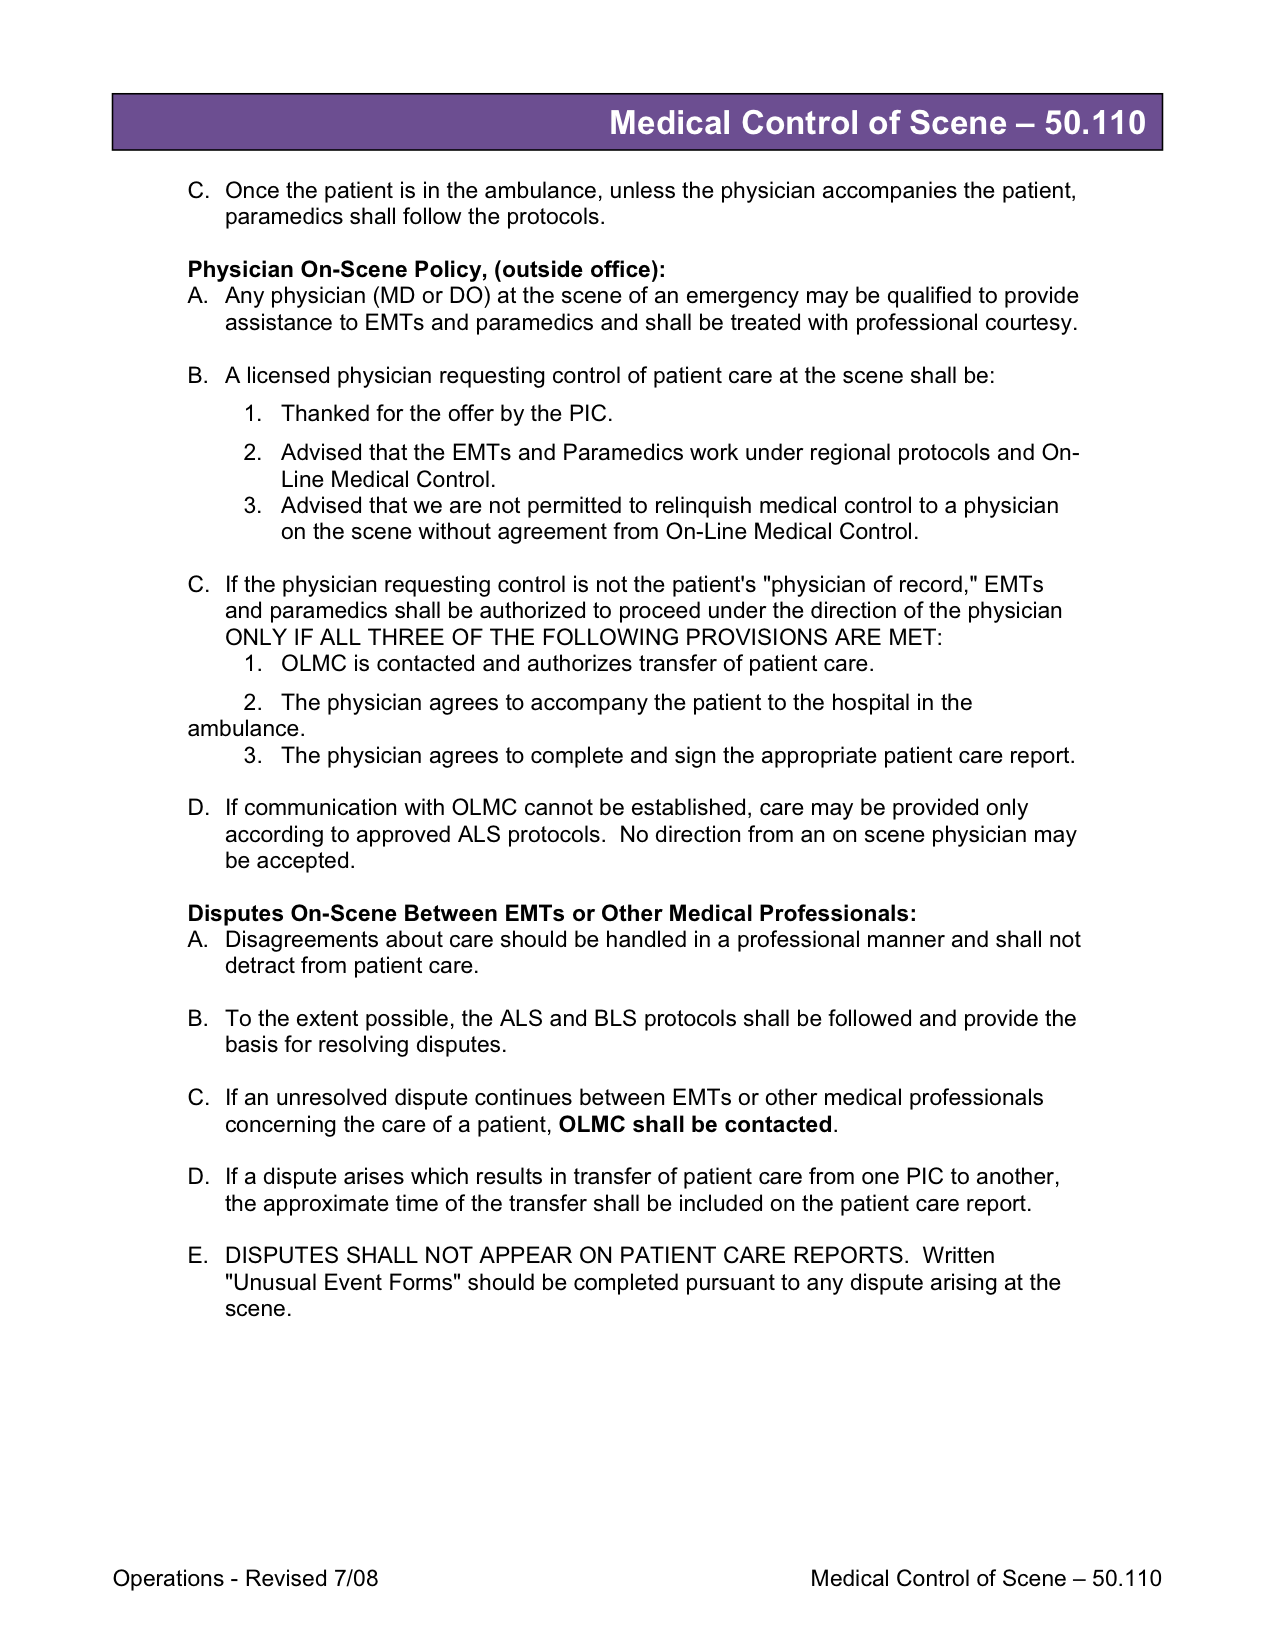 Medical Control of Scene – 50.110
C. Once the patient is in the ambulance, unless the physician accompanies the patient,
paramedics shall follow the protocols.
Physician On-Scene Policy, (outside office):
A. Any physician (MD or DO) at the scene of an emergency may be qualified to provide
assistance to EMTs and paramedics and shall be treated with professional courtesy.
B. A licensed physician requesting control of patient care at the scene shall be:
1. Thanked for the offer by the PIC.
2. Advised that the EMTs and Paramedics work under regional protocols and On-
Line Medical Control.
3. Advised that we are not permitted to relinquish medical control to a physician
on the scene without agreement from On-Line Medical Control.
C. If the physician requesting control is not the patient's "physician of record," EMTs
and paramedics shall be authorized to proceed under the direction of the physician
ONLY IF ALL THREE OF THE FOLLOWING PROVISIONS ARE MET:
1. OLMC is contacted and authorizes transfer of patient care.
2. The physician agrees to accompany the patient to the hospital in the
ambulance.
3. The physician agrees to complete and sign the appropriate patient care report.
D. If communication with OLMC cannot be established, care may be provided only
according to approved ALS protocols. No direction from an on scene physician may
be accepted.
Disputes On-Scene Between EMTs or Other Medical Professionals:
A. Disagreements about care should be handled in a professional manner and shall not
detract from patient care.
B. To the extent possible, the ALS and BLS protocols shall be followed and provide the
basis for resolving disputes.
C. If an unresolved dispute continues between EMTs or other medical professionals
concerning the care of a patient, OLMC shall be contacted.
D. If a dispute arises which results in transfer of patient care from one PIC to another,
the approximate time of the transfer shall be included on the patient care report.
E. DISPUTES SHALL NOT APPEAR ON PATIENT CARE REPORTS. Written
"Unusual Event Forms" should be completed pursuant to any dispute arising at the
scene.
Operations - Revised 7/08 Medical Control of Scene – 50.110